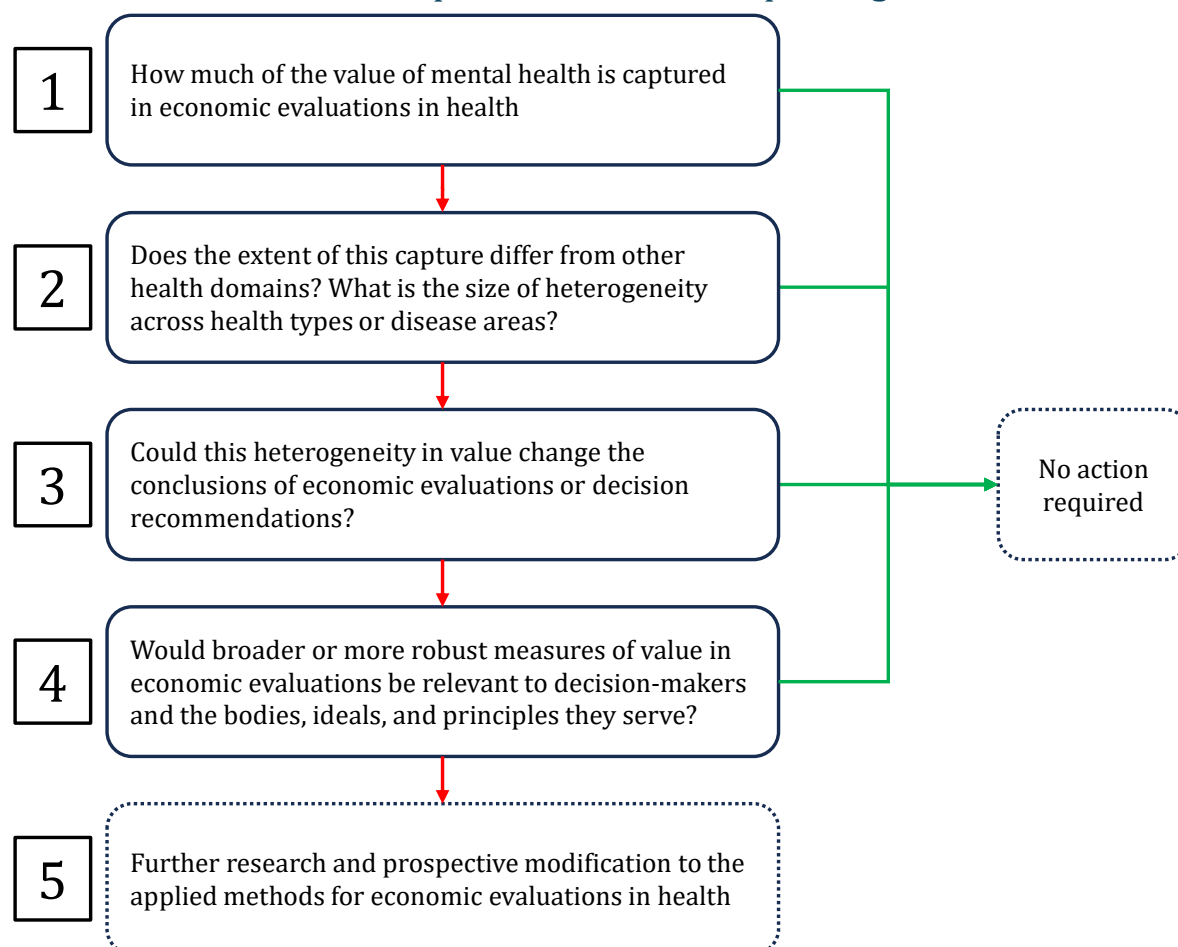 1
How much of the value of mental health is captured
in economic evaluations in health
2
Does the extent of this capture differ from other
health domains? What is the size of heterogeneity
across health types or disease areas?
3
Could this heterogeneity in value change the
conclusions of economic evaluations or decision
recommendations?
No action
required
4
Would broader or more robust measures of value in
economic evaluations be relevant to decision-makers
and the bodies, ideals, and principles they serve?
5
Further research and prospective modification to the
applied methods for economic evaluations in health